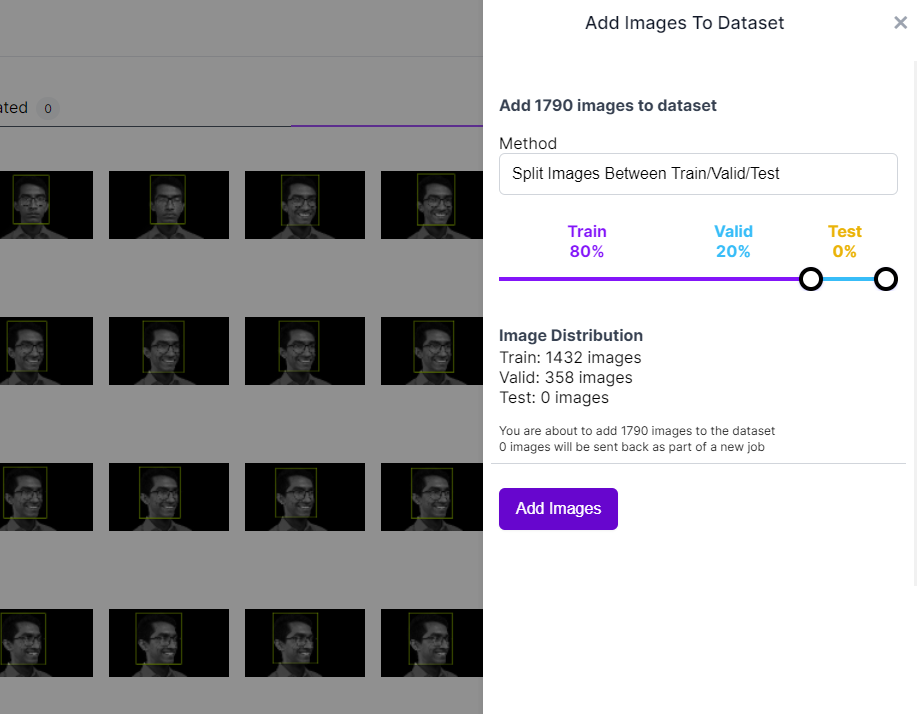 Add Images To Dataset
ated 0
Add 1790 images to dataset
Method
Split Images Between Train/Valid/Test
Train Valid Test
80% 20% 0%
Image Distribution
Train: 1432 images
Valid: 358 images
Test: 0 images
You are about to add 1790 images to the dataset
0 images will be sent back as part of a new job
Add Images